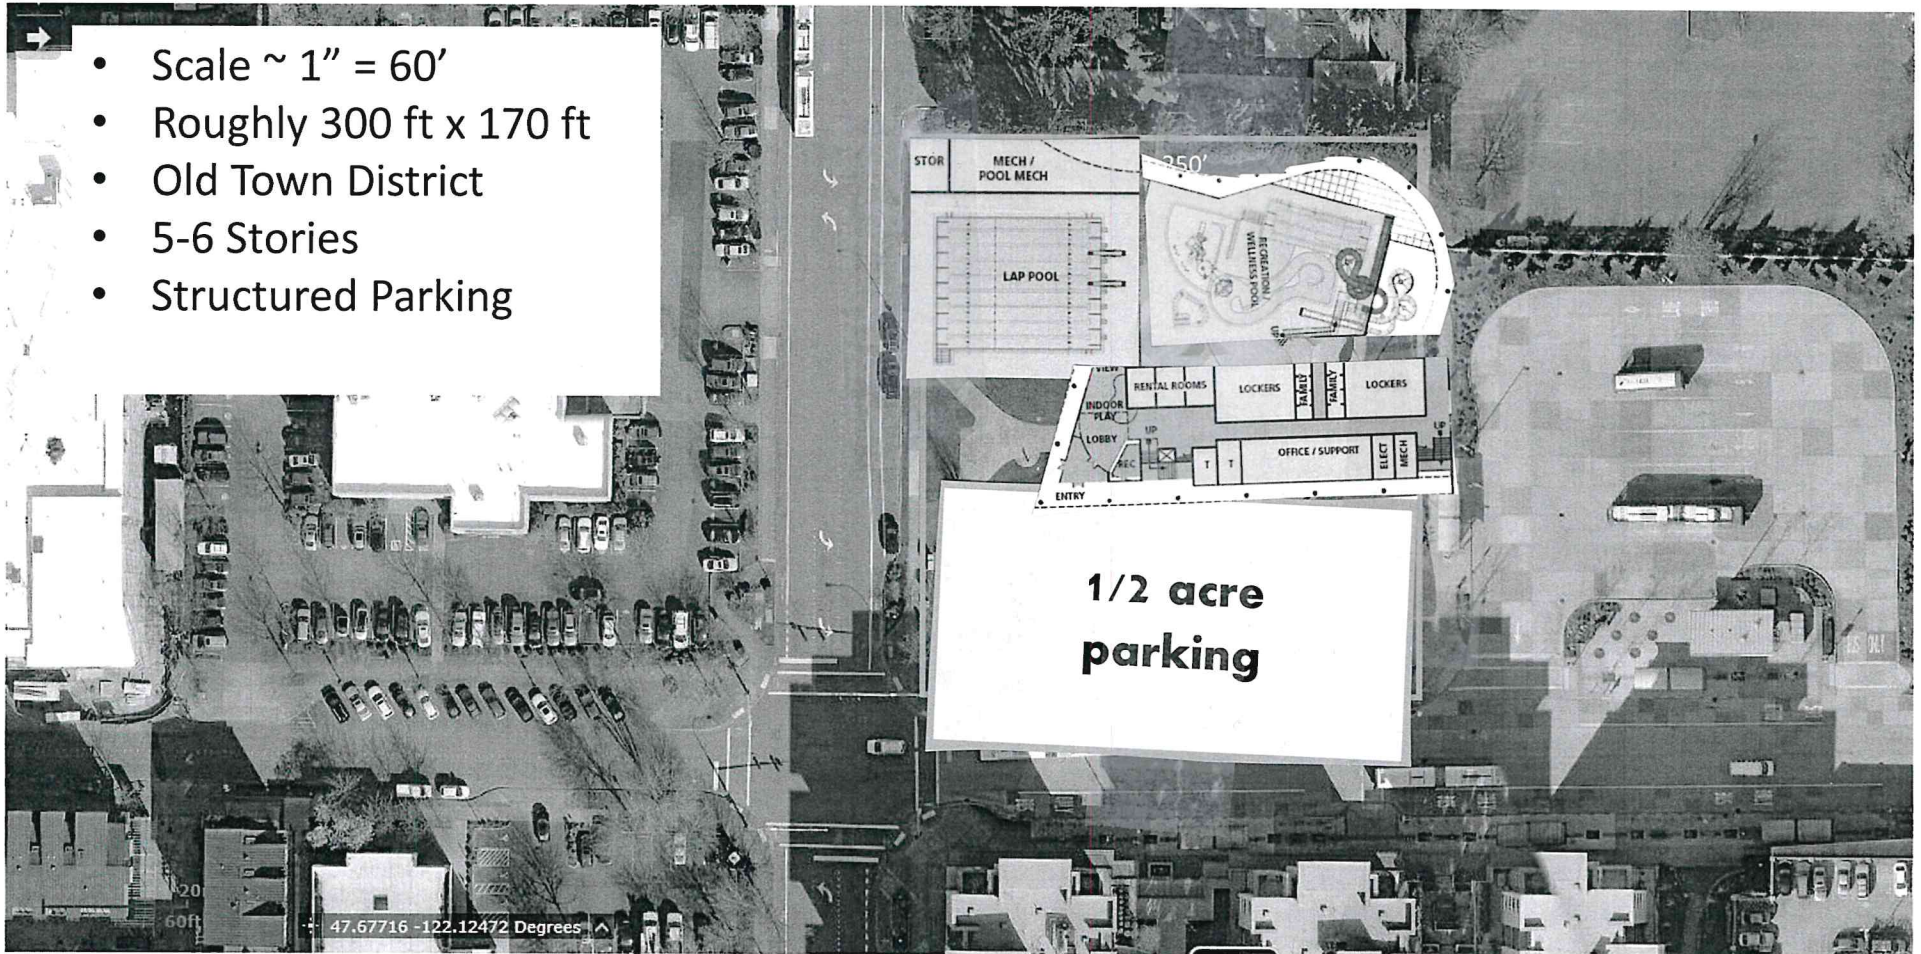 • Scale ~ 1" = 60'
• Roughly 300 ft x 170 ft
• Old Town District
• 5-6 Stories
• Structured Parking
STOR
MECH /
POOL MECH
250'
LAP POOL
RECREATION /
WELLNESS POOL
UP
VIEW
RENTAL ROOMS
LOCKERS
FAMILY
FAMILY
LOCKERS
INDOOR
PLAY
LOBBY
UP
REC
T
T
OFFICE / SUPPORT
ELECT
MECH
UP
ENTRY
1/2 acre
parking
20
60ft
47.67716 -122.12472 Degrees